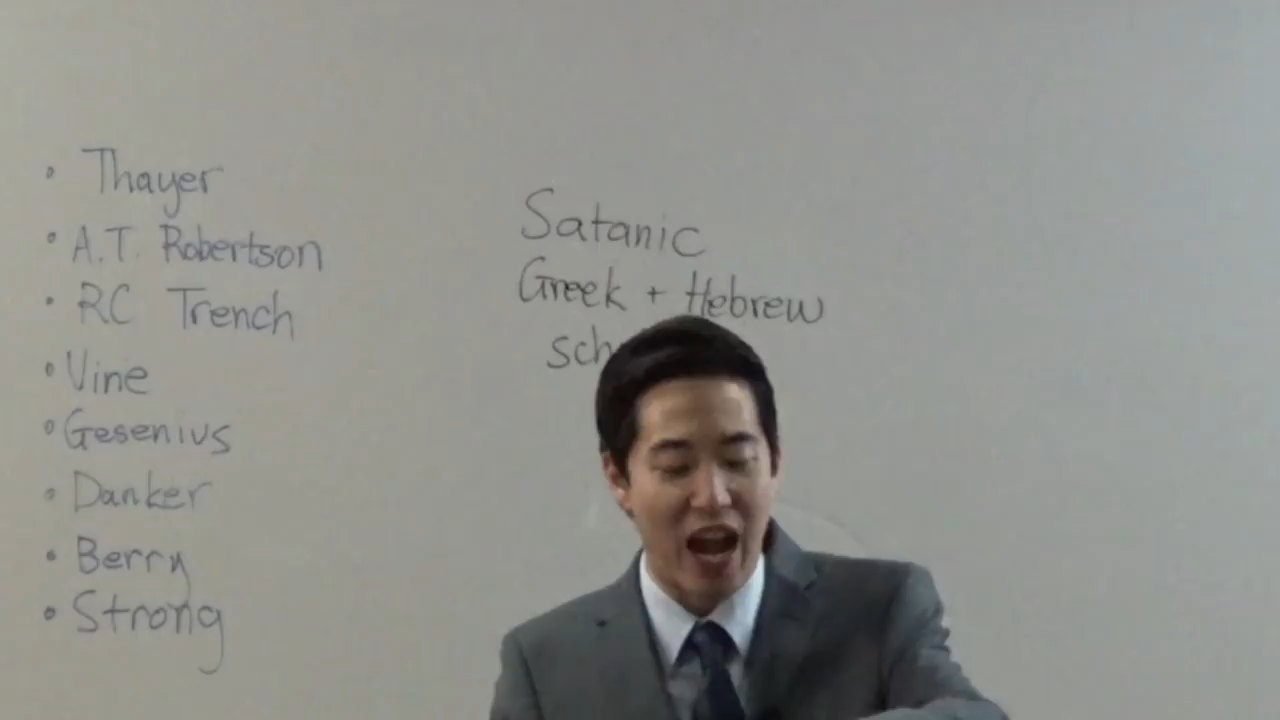 • Thayer
• A.T. Robertson
• RC Trench
• Vine
• Gesenius
• Danker
• Berry
• Strong
Satanic
Greek + Hebrew